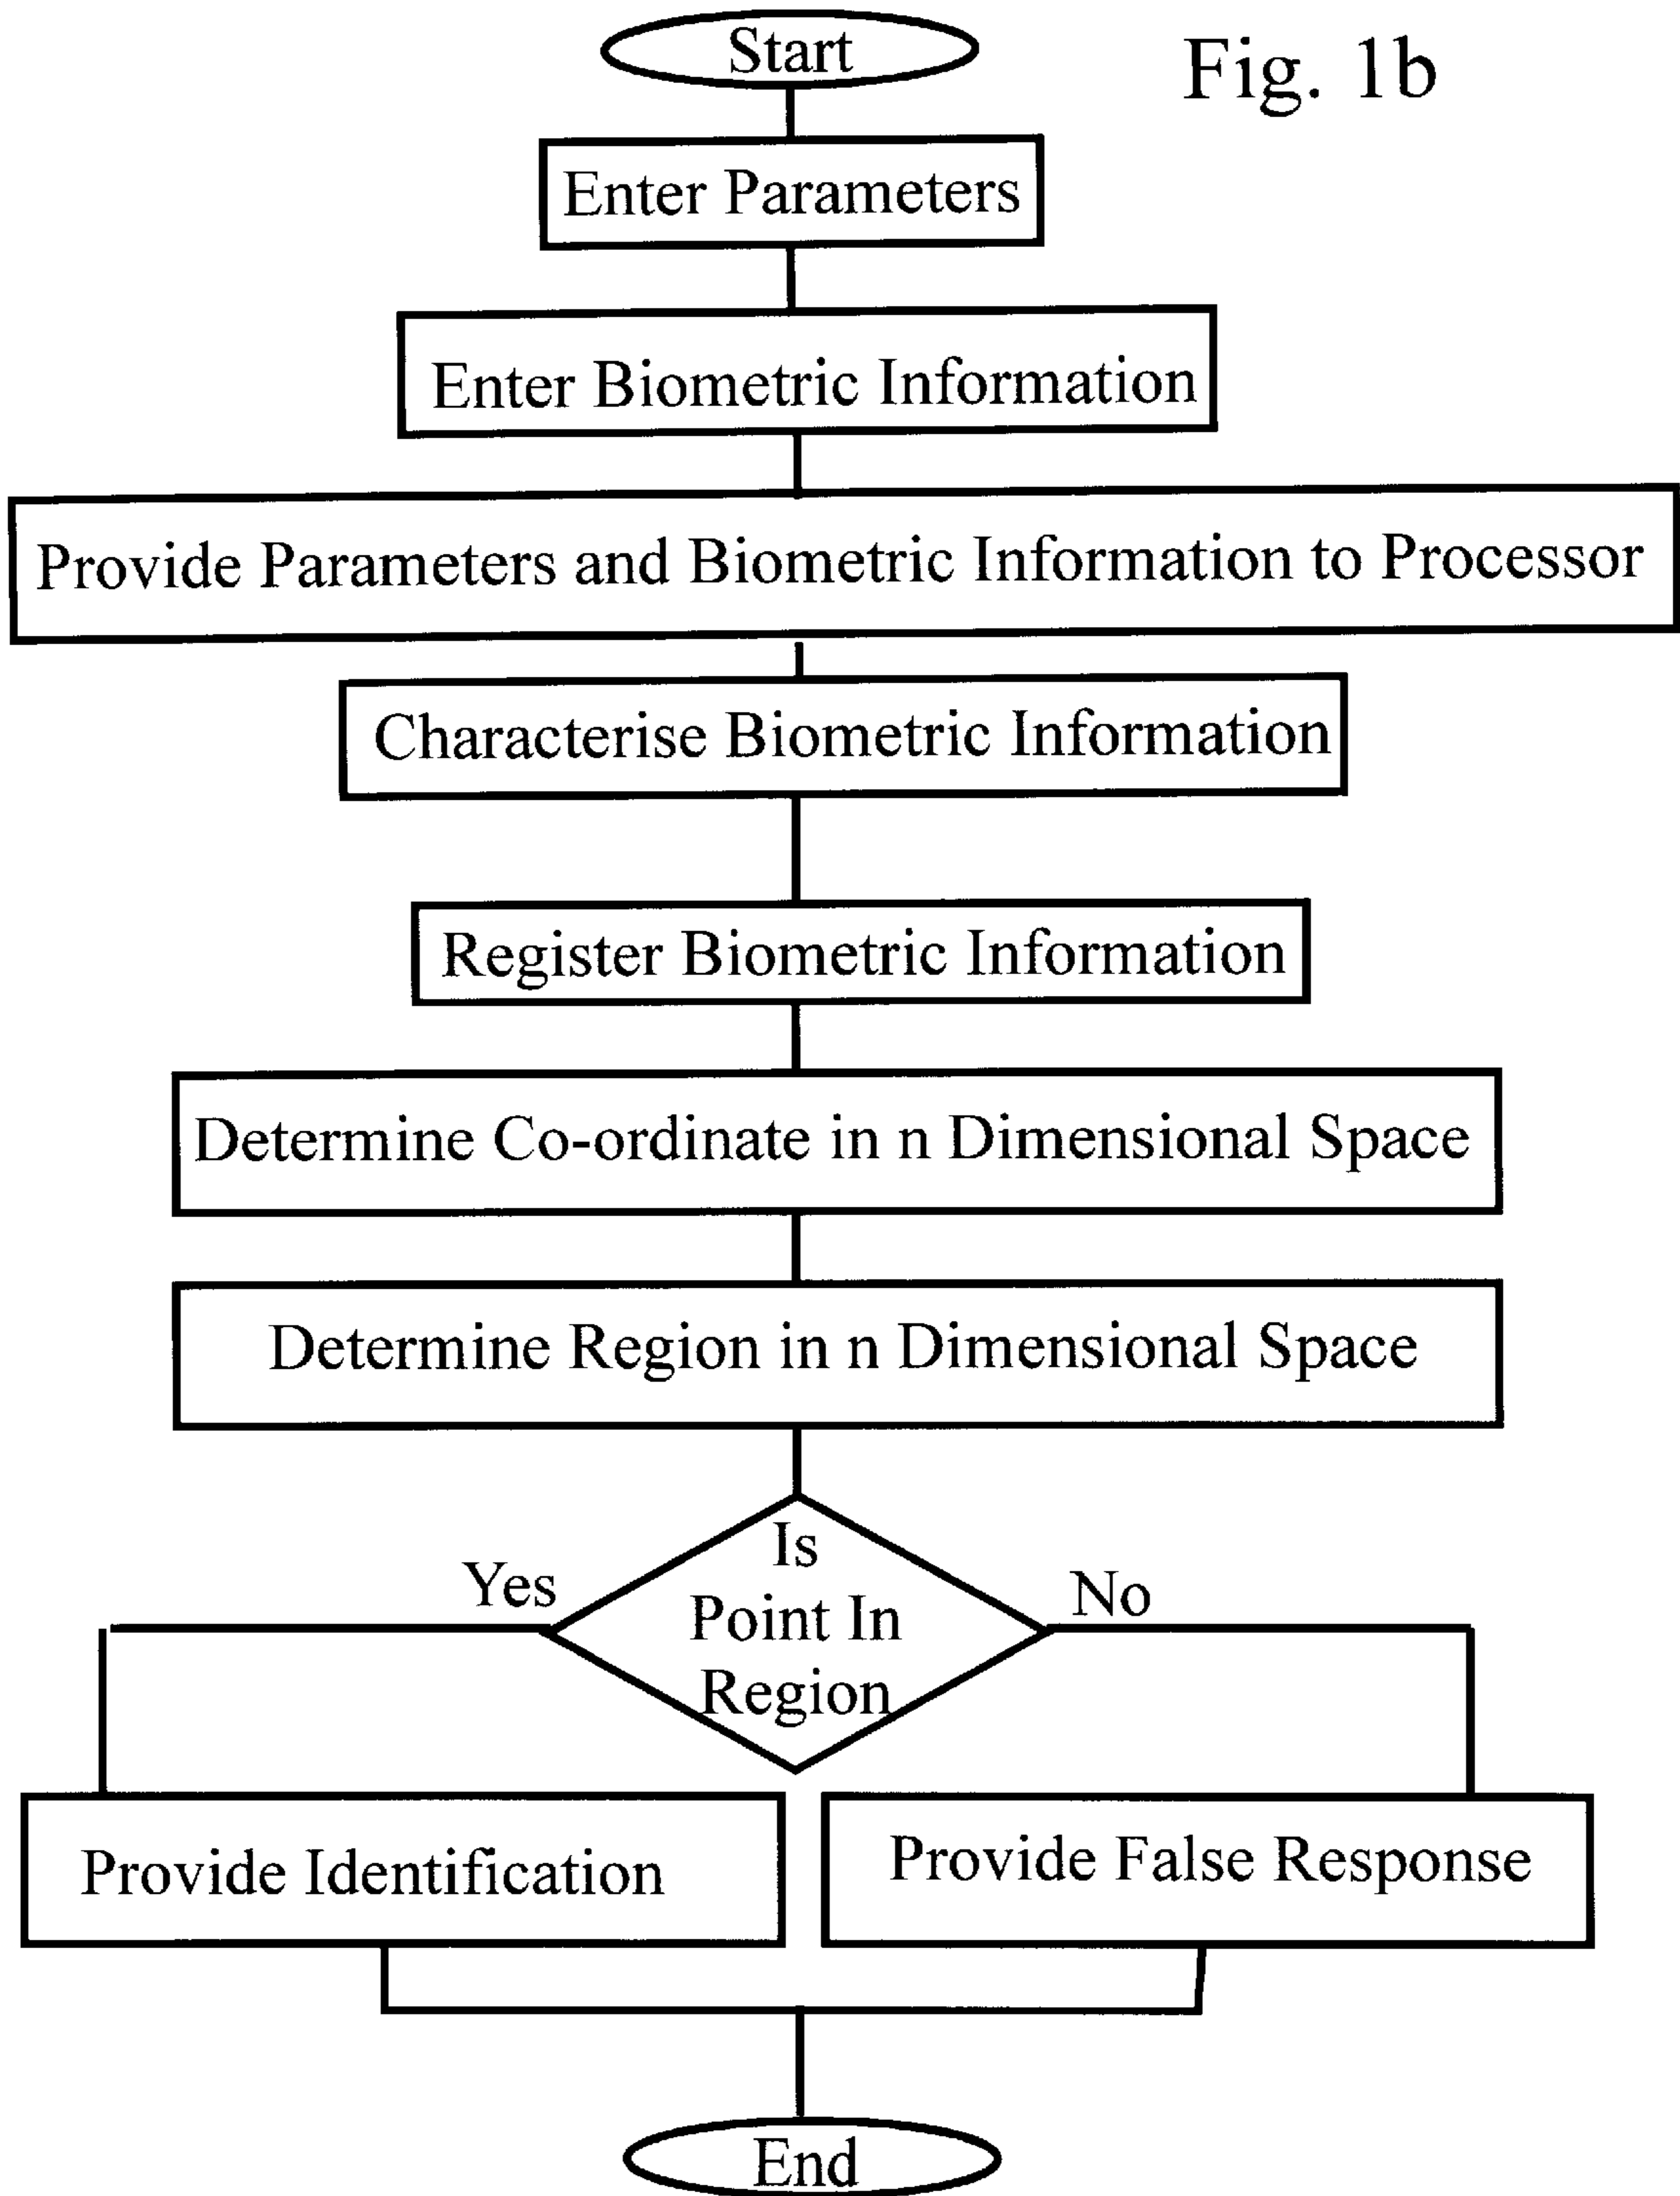 Start
Fig. 1b
Enter Parameters
Enter Biometric Information
Provide Parameters and Biometric Information to Processor
Characterise Biometric Information
Register Biometric Information
Determine Co-ordinate in n Dimensional Space
Determine Region in n Dimensional Space
Is
Point In
Region
Yes
No
Provide Identification
Provide False Response
End